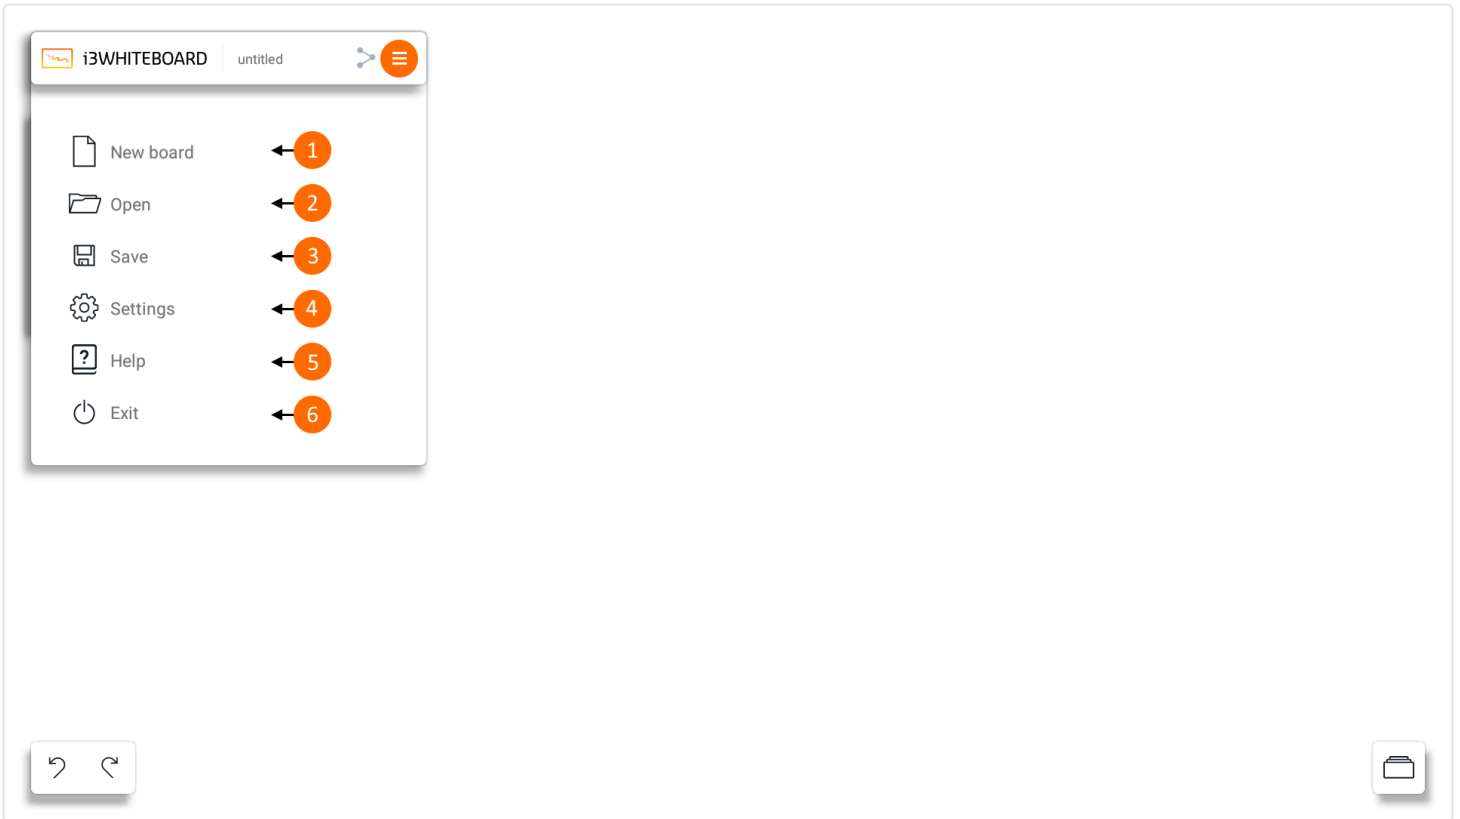 i3WHITEBOARD untitled
New board 1
Open 2
Save 3
Settings 4
? Help 5
Exit 6